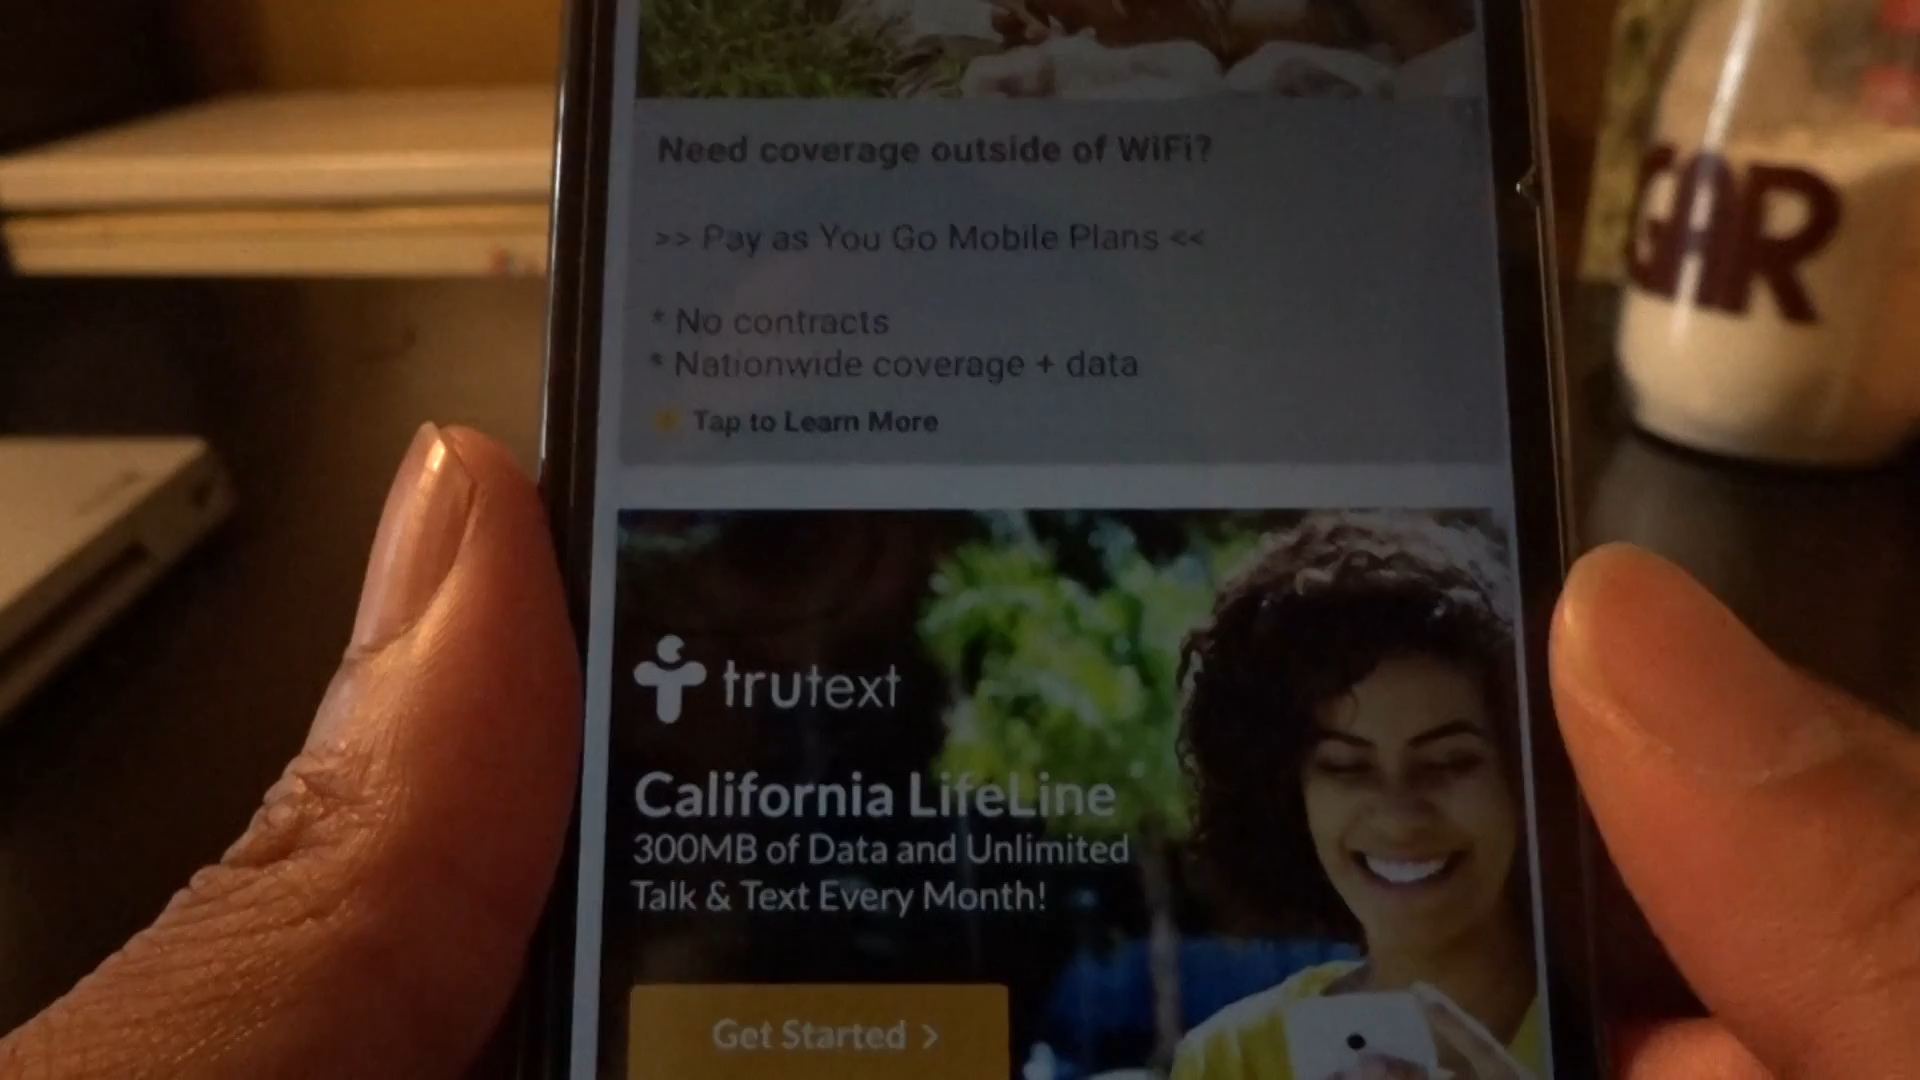 Need coverage outside of WiFi?
>> Pay as You Go Mobile Plans <<
* No contracts
* Nationwide coverage + data
Tap to Learn More
trutext
California LifeLine
300MB of Data and Unlimited
Talk & Text Every Month!
Get Started >
GAR